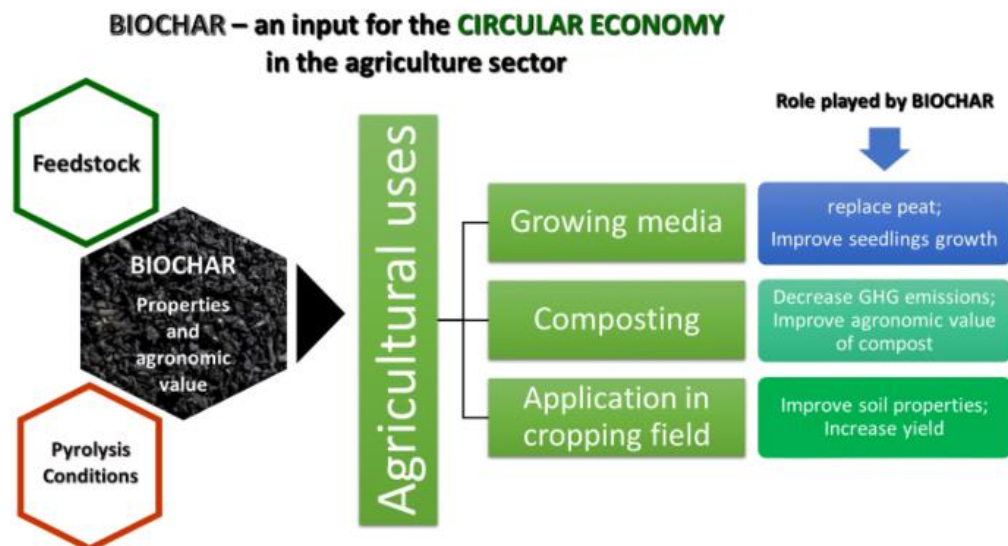 BIOCHAR – an input for the CIRCULAR ECONOMY
in the agriculture sector
Feedstock
BIOCHAR
Properties
and
agronomic
value
Pyrolysis
Conditions
Agricultural uses
Growing media
Composting
Application in
cropping field
Role played by BIOCHAR
replace peat;
Improve seedlings growth
Decrease GHG emissions;
Improve agronomic value
of compost
Improve soil properties;
Increase yield